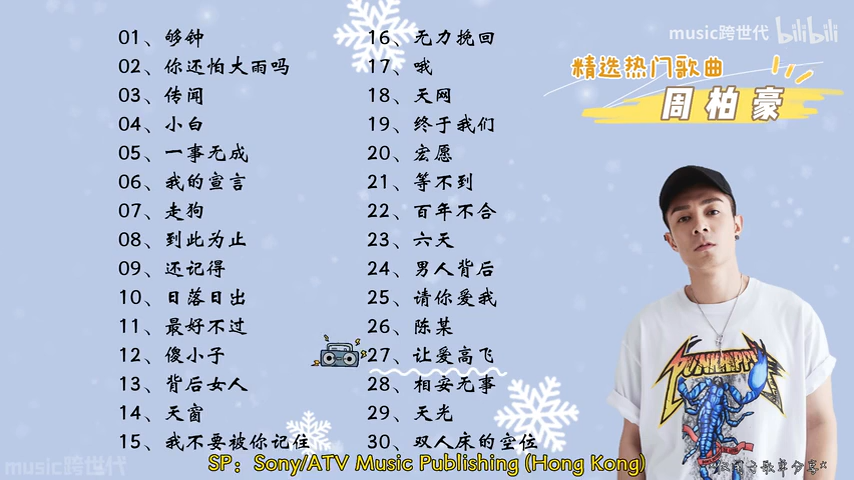 01、够钟
02、你还怕大雨吗
03、传闻
04、小白
05、一事无成
06、我的宣言
07、走狗
08、到此为止
09、还记得
10、日落日出
11、最好不过
12、傻小子
13、背后女人
14、天窗
15、我不要被你记住
16、无力挽回
17、哦
18、天网
19、终于我们
20、宏愿
21、等不到
22、百年不合
23、六天
24、男人背后
25、请你爱我
26、陈某
27、让爱高飞
28、相安无事
29、天光
30、双人床的空位
music跨世代 bilibili
精选热门歌曲
周柏豪
PUNK
music跨世代
SP：Sony/ATV Music Publishing (Hong Kong)